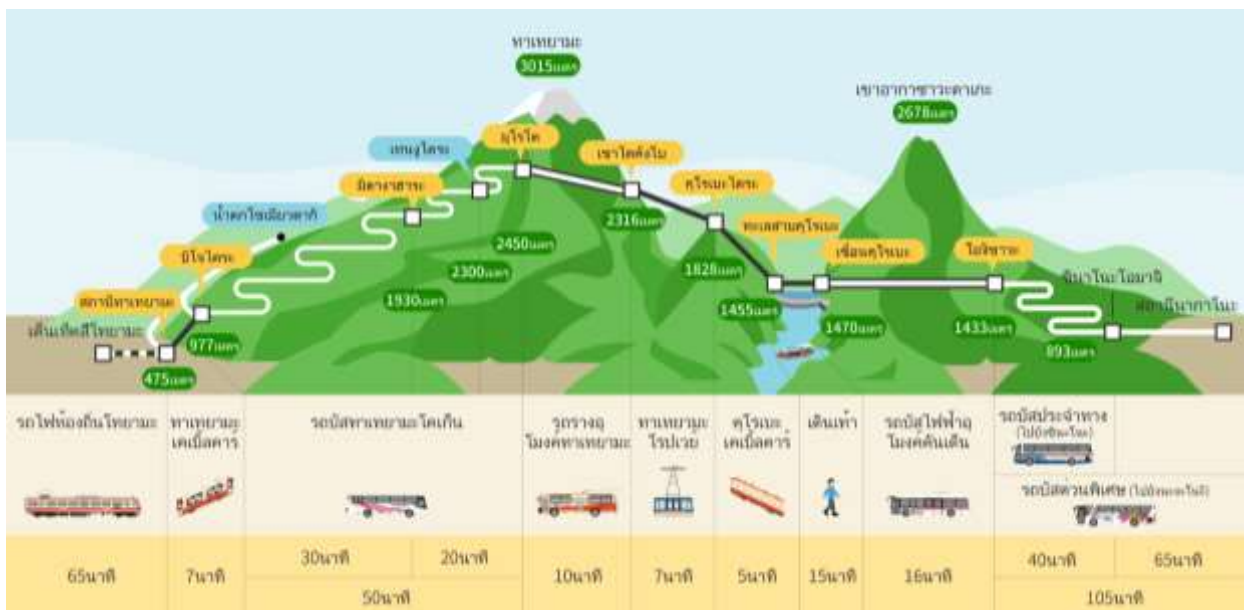 ทาเทยามะ
3015เมตร
เขาอากาซาวะดาเกะ
2678เมตร
มุโรโด
เทนงูไดระ
ไดคังโบ
มิดางาฮาระ
คุโรเบะไดระ
น้ำตกโชเมียวดากิ
2316เมตร
ทะเลสาบคุโรเบะ
บิโจไดระ
2450เมตร
เขื่อนคุโรเบะ
โอกิซาวะ
1828เมตร
2300เมตร
ชินาโนะโอมาจิ
สถานีทาเทยามะ
1930เมตร
1455เมตร
สถานีนากาโนะ
เด็นเท็ตสึโทยามะ
977เมตร
1470เมตร
1433เมตร
893เมตร
475เมตร
รถไฟท้องถิ่นโทยามะ
ทาเทยามะ
เคเบิ้ลคาร์
รถบัสทาเทยามะโคเก็น
รถรางอุ
โมงค์ทาเทยามะ
ทาเทยามะ
โรปเวย
คุโรเบะ
เคเบิ้ลคาร์
เดินเท้า
รถบัสไฟฟ้าอุ
โมงค์คันเด็น
รถบัสประจำทาง
รถบัสด่วนพิเศษ
65นาที
7นาที
30นาที
20นาที
50นาที
10นาที
7นาที
5นาที
15นาที
16นาที
40นาที
65นาที
105นาที